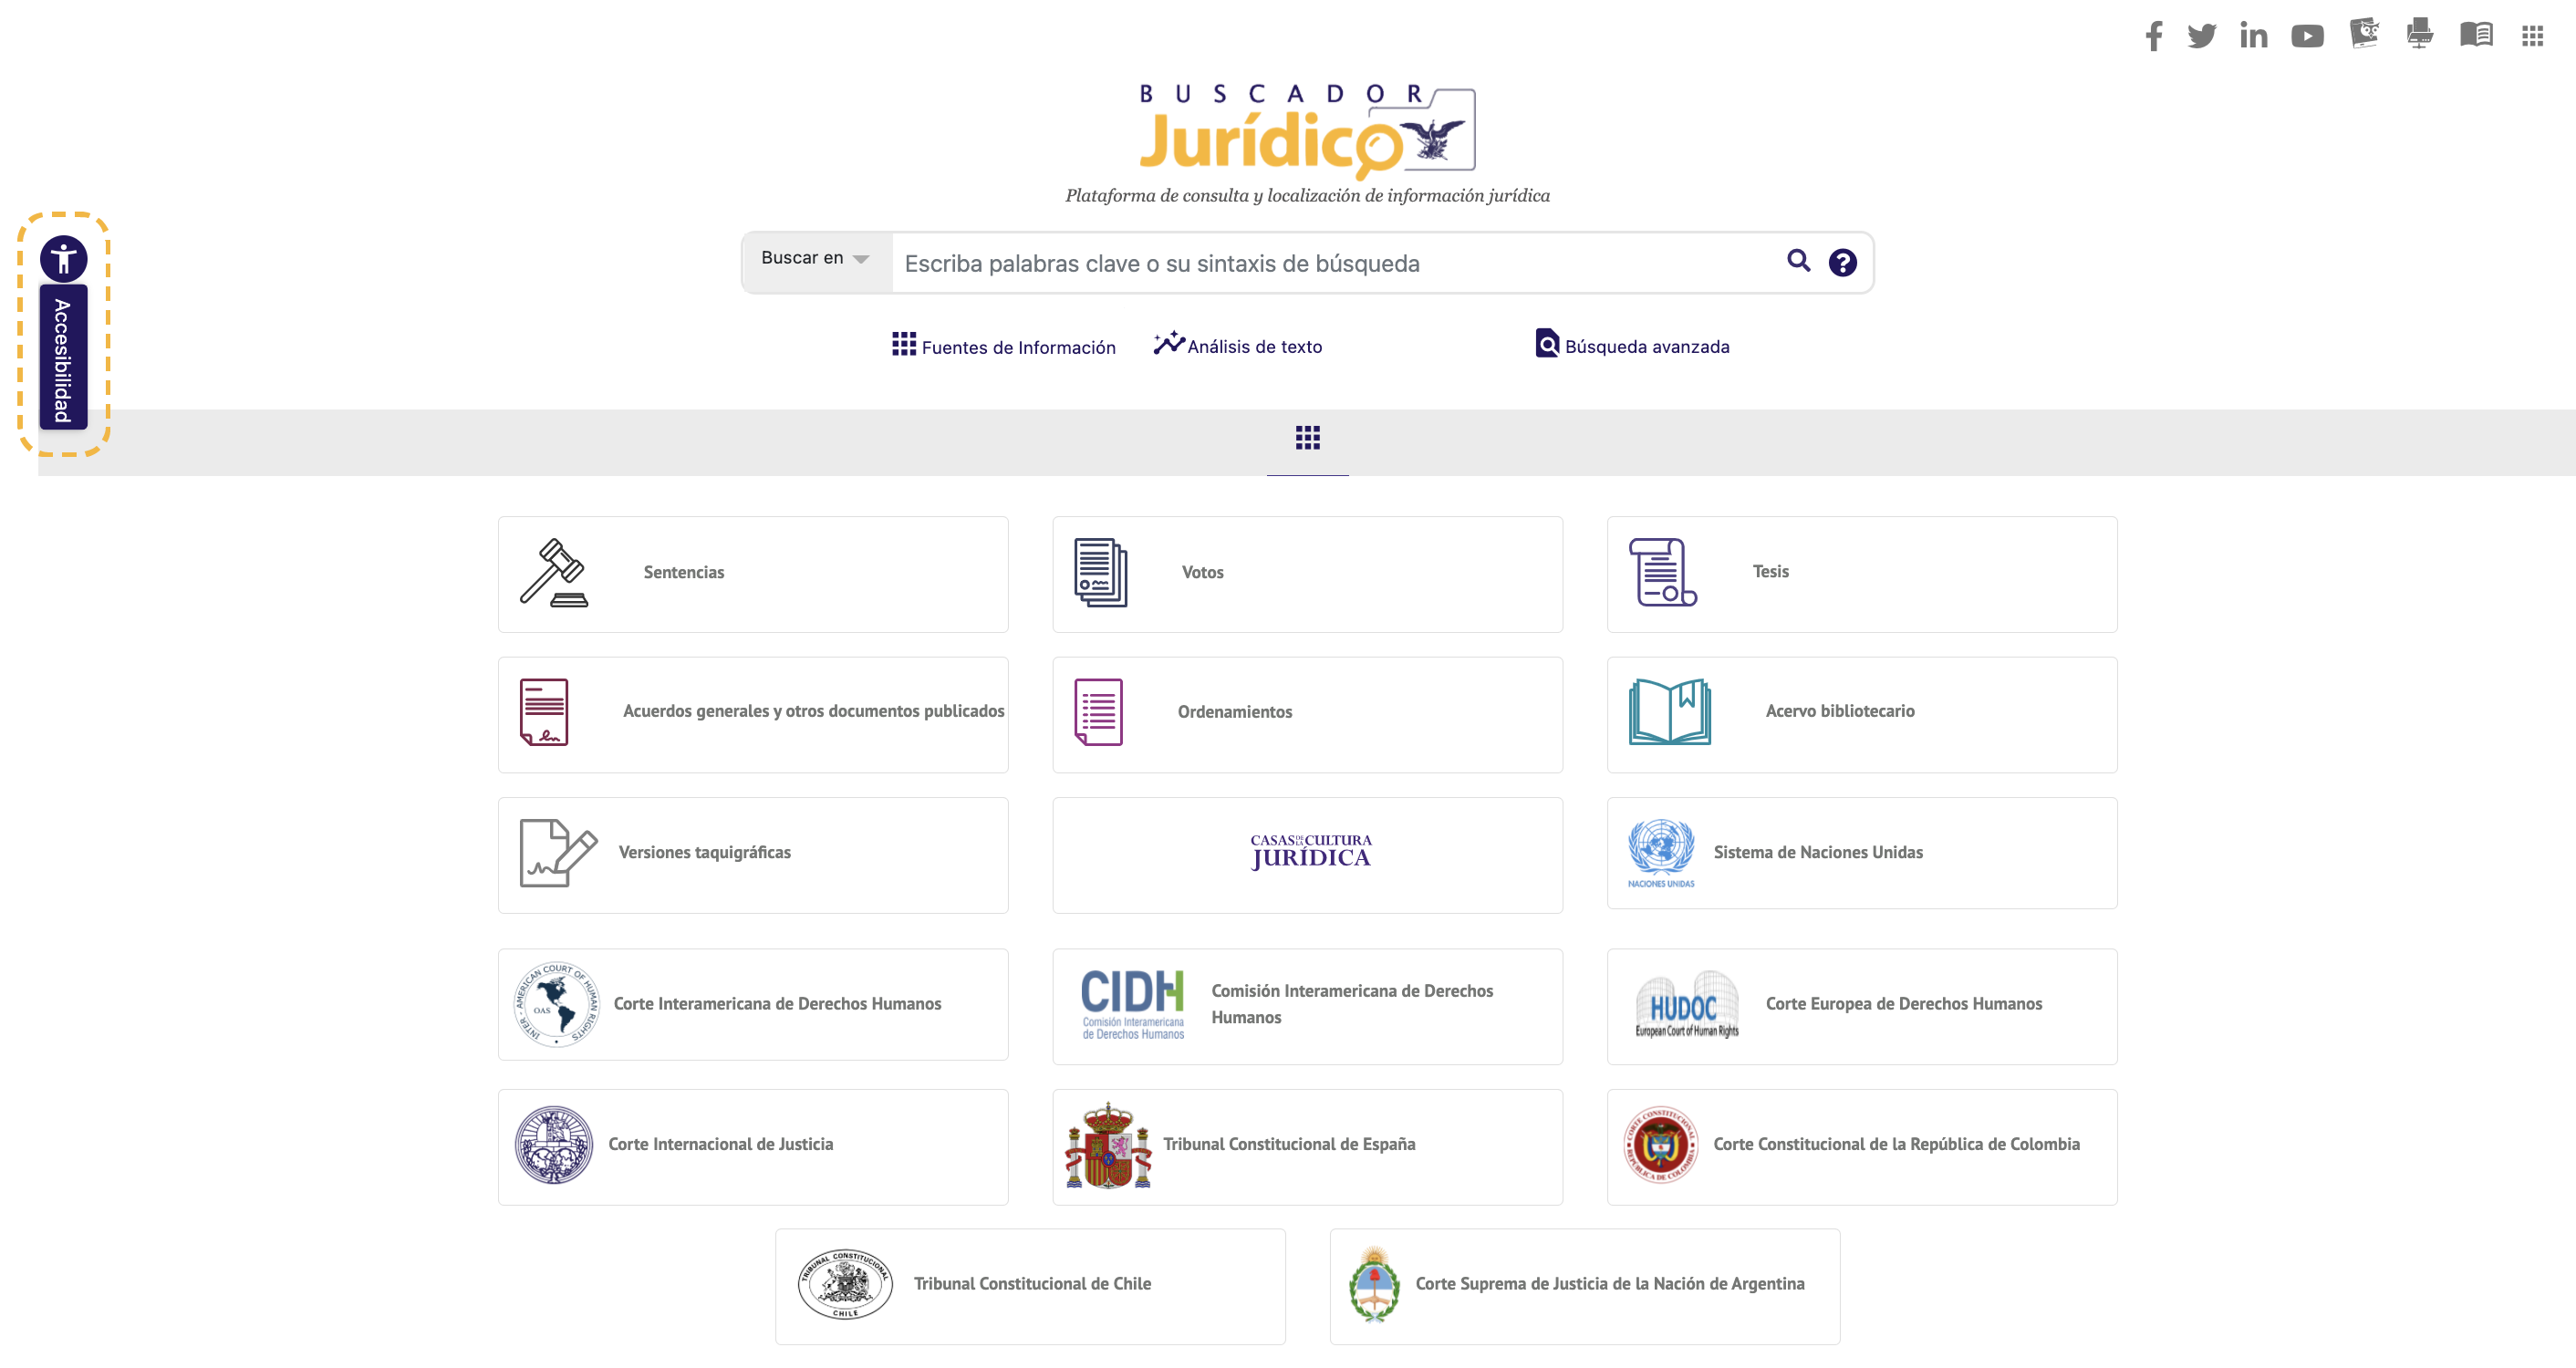 BUSCADOR
Jurídico
Plataforma de consulta y localización de información jurídica
Accesibilidad
Buscar en
Escriba palabras clave o su sintaxis de búsqueda
Fuentes de Información
Análisis de texto
Búsqueda avanzada
Sentencias
Votos
Tesis
Acuerdos generales y otros documentos publicados
Ordenamientos
Acervo bibliotecario
Versiones taquigráficas
CASAS DE LA CULTURA
JURÍDICA
NACIONES UNIDAS
Sistema de Naciones Unidas
INTER-AMERICAN COURT OF HUMAN RIGHTS
OAS
Corte Interamericana de Derechos Humanos
CIDH
Comisión Interamericana
de Derechos Humanos
Comisión Interamericana de Derechos
Humanos
HUDOC
European Court of Human Rights
Corte Europea de Derechos Humanos
Corte Internacional de Justicia
Tribunal Constitucional de España
CORTE CONSTITUCIONAL
REPÚBLICA DE COLOMBIA
Corte Constitucional de la República de Colombia
TRIBUNAL CONSTITUCIONAL
CHILE
Tribunal Constitucional de Chile
Corte Suprema de Justicia de la Nación de Argentina